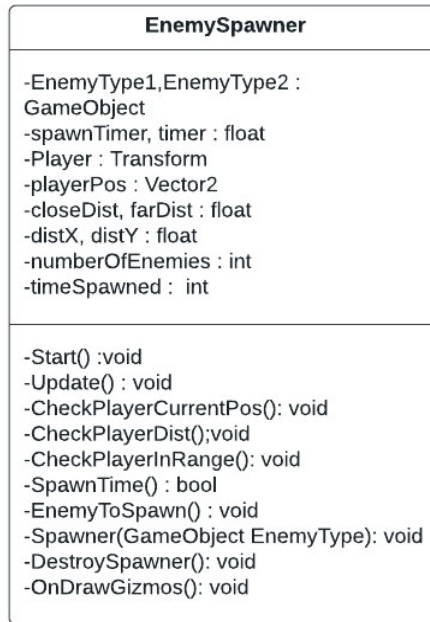 EnemySpawner
-EnemyType1,EnemyType2 :
GameObject
-spawnTimer, timer : float
-Player : Transform
-playerPos : Vector2
-closeDist, farDist : float
-distX, distY : float
-numberOfEnemies : int
-timeSpawned :  int
-Start() :void
-Update() : void
-CheckPlayerCurrentPos(): void
-CheckPlayerDist();void
-CheckPlayerInRange(): void
-SpawnTime() : bool
-EnemyToSpawn() : void
-Spawner(GameObject EnemyType): void
-DestroySpawner(): void
-OnDrawGizmos(): void